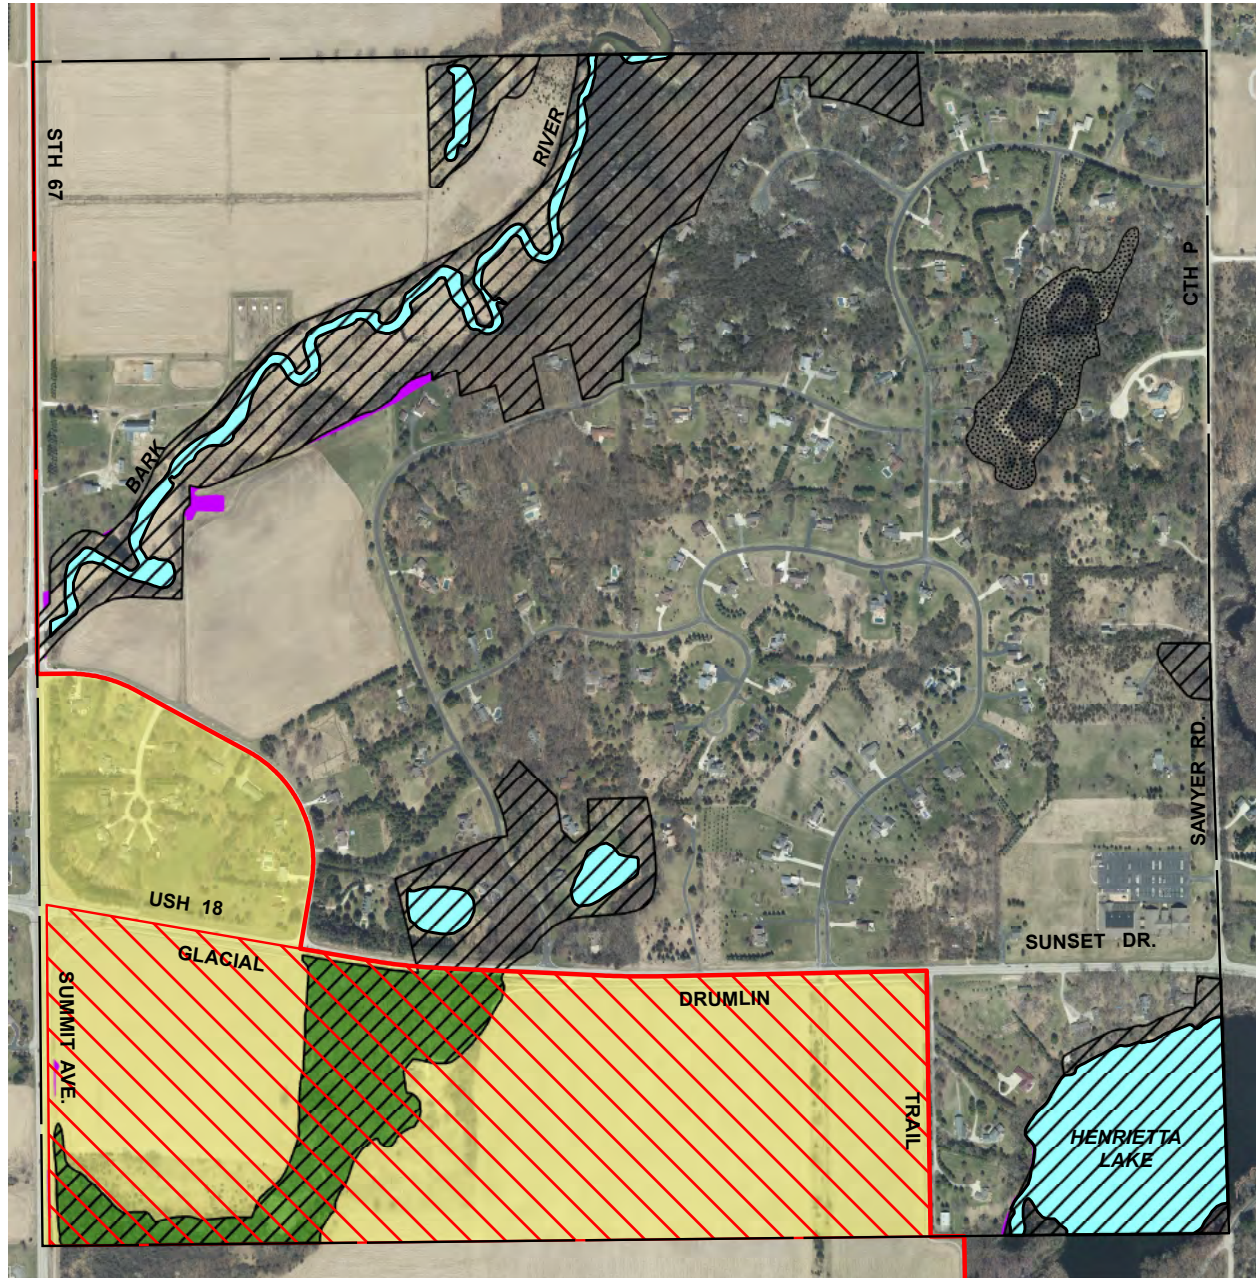 RIVER
STH 67
CTH P
BARK
SAWYER RD.
USH 18
SUNSET DR.
GLACIAL
DRUMLIN
SUMMIT AVE.
TRAIL
HENRIETTA
LAKE